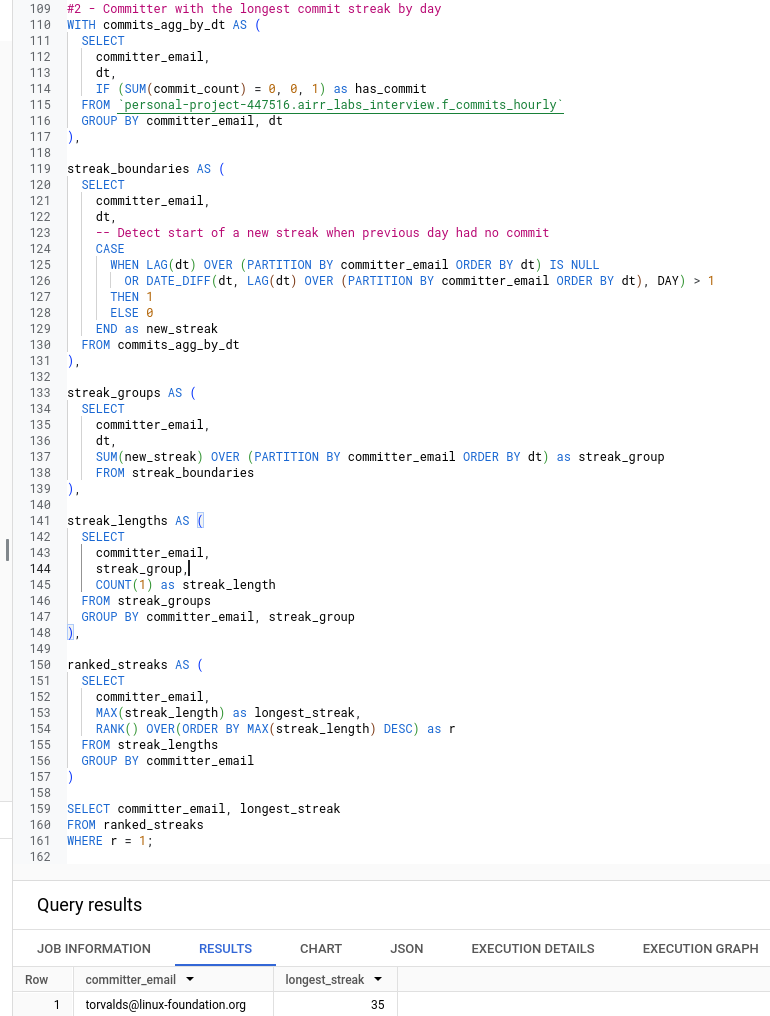 109 #2 - Committer with the longest commit streak by day
110 WITH commits_agg_by_dt AS (
111   SELECT
112     committer_email,
113     dt,
114     IF (SUM(commit_count) = 0, 0, 1) as has_commit
115   FROM `personal-project-447516.airr_labs_interview.f_commits_hourly`
116   GROUP BY committer_email, dt
117 ),
118
119 streak_boundaries AS (
120   SELECT
121     committer_email,
122     dt,
123     -- Detect start of a new streak when previous day had no commit
124     CASE
125       WHEN LAG(dt) OVER (PARTITION BY committer_email ORDER BY dt) IS NULL
126         OR DATE_DIFF(dt, LAG(dt) OVER (PARTITION BY committer_email ORDER BY dt), DAY) > 1
127       THEN 1
128       ELSE 0
129     END as new_streak
130   FROM commits_agg_by_dt
131 ),
132
133 streak_groups AS (
134   SELECT
135     committer_email,
136     dt,
137     SUM(new_streak) OVER (PARTITION BY committer_email ORDER BY dt) as streak_group
138     FROM streak_boundaries
139 ),
140
141 streak_lengths AS (
142   SELECT
143     committer_email,
144     streak_group,
145     COUNT(1) as streak_length
146   FROM streak_groups
147   GROUP BY committer_email, streak_group
148 ),
149
150 ranked_streaks AS (
151   SELECT
152     committer_email,
153     MAX(streak_length) as longest_streak,
154     RANK() OVER(ORDER BY MAX(streak_length) DESC) as r
155   FROM streak_lengths
156   GROUP BY committer_email
157 )
158
159 SELECT committer_email, longest_streak
160 FROM ranked_streaks
161 WHERE r = 1;
162
Query results
JOB INFORMATION RESULTS CHART JSON EXECUTION DETAILS EXECUTION GRAPH
Row committer_email longest_streak
1 torvalds@linux-foundation.org 35